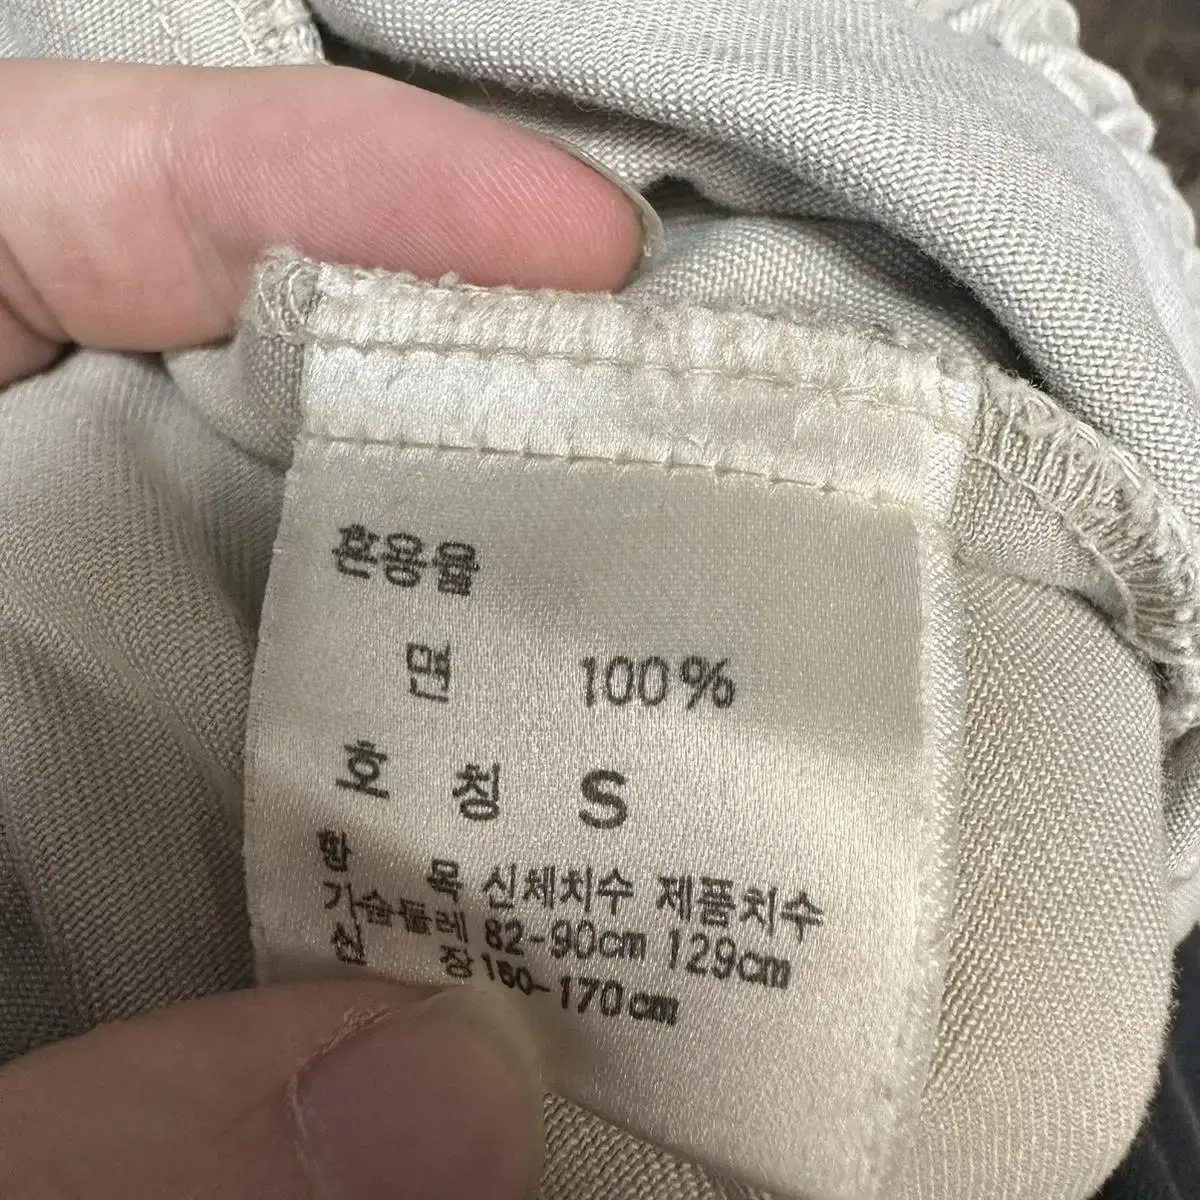 혼용율
면 100%
호 칭 S
항 목 신체치수 제품치수
가슴둘레 82-90cm 129cm
신 장 160-170cm